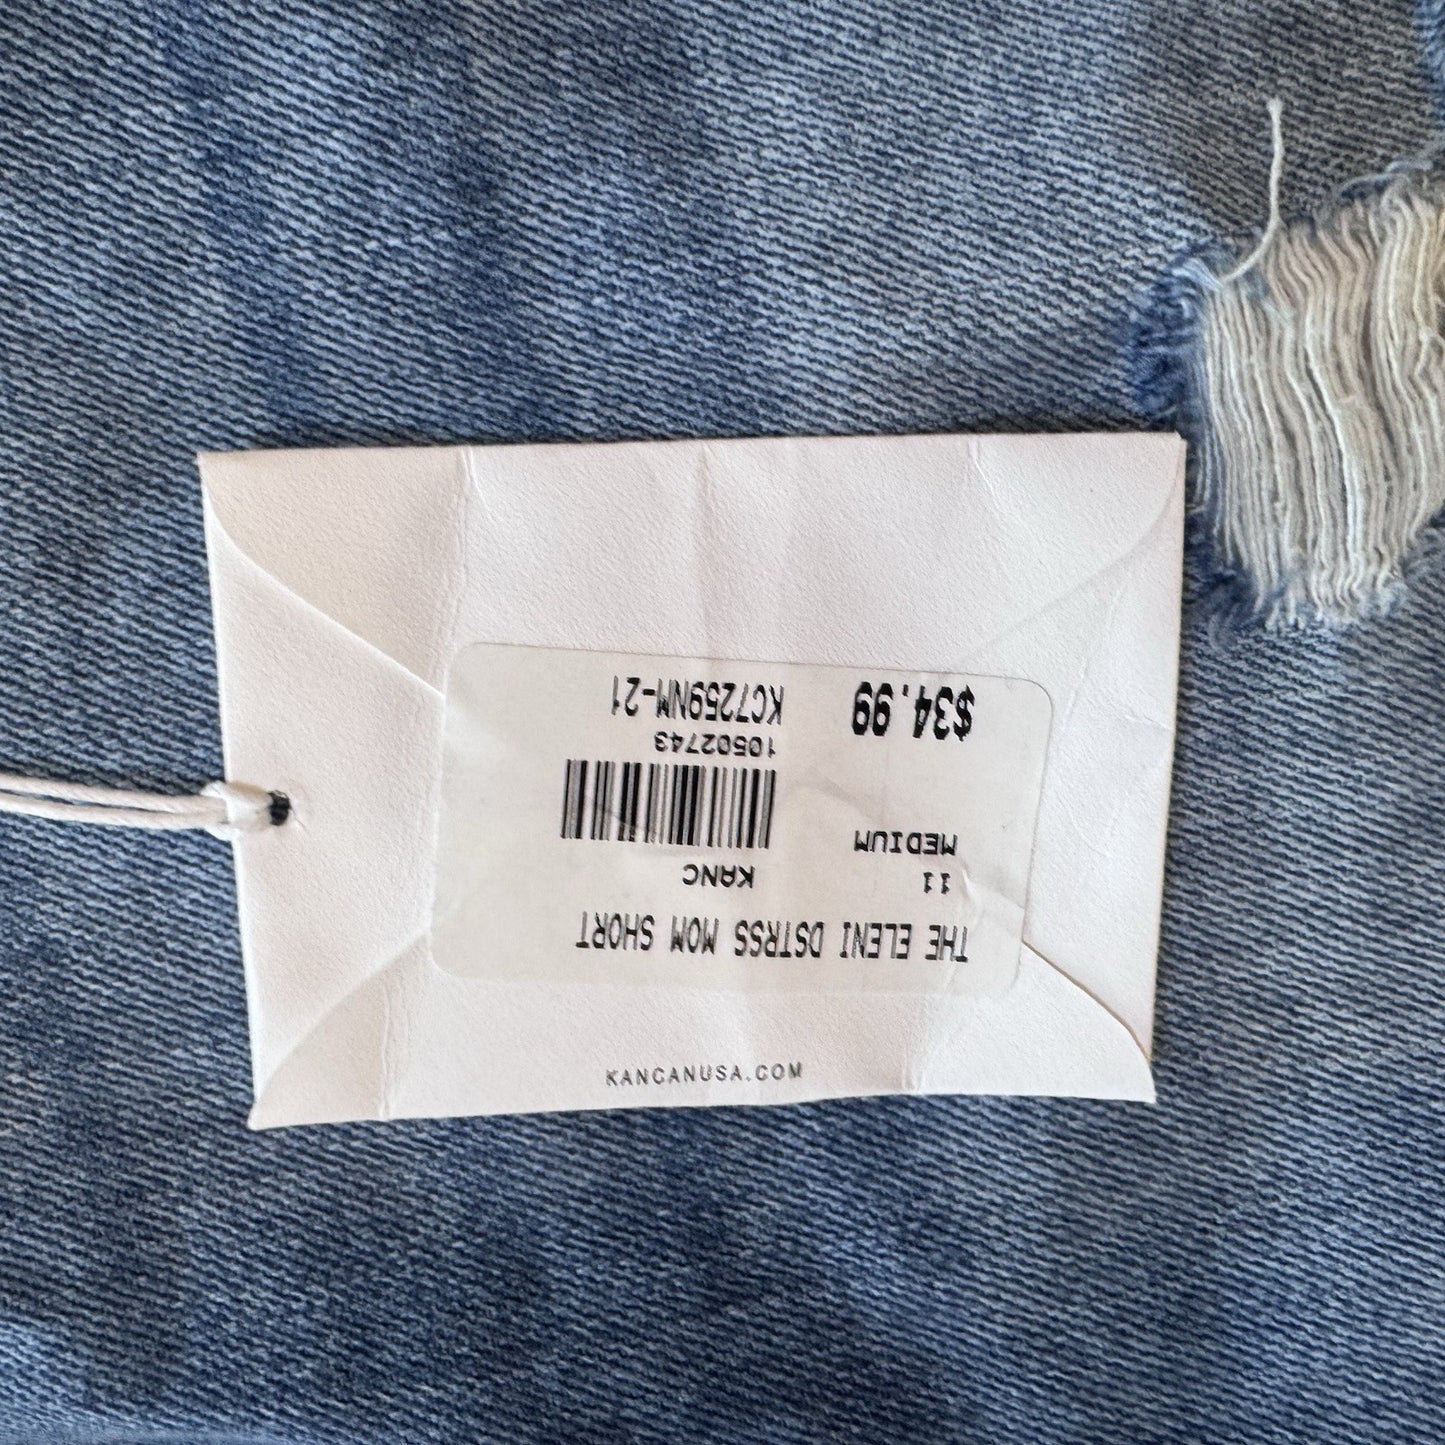 THE ELENI DSTRSS MOM SHORT
11 KANC
MEDIUM
10502743
$34.99 KC7259NM-21
KANCANUSA.COM